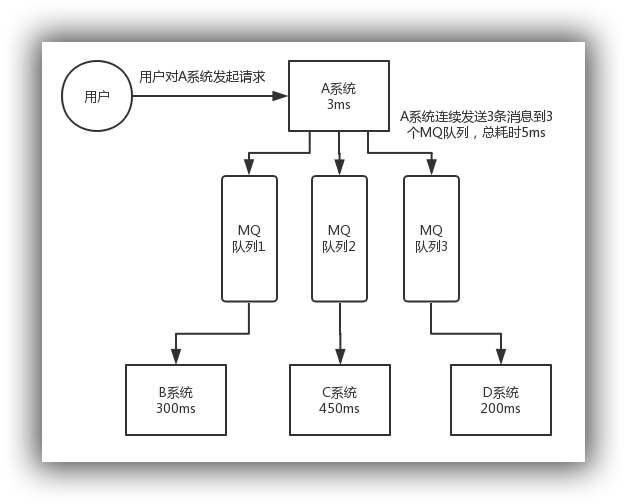 用户
用户对A系统发起请求
A系统
3ms
A系统连续发送3条消息到3
个MQ队列，总耗时5ms
MQ
队列1
MQ
队列2
MQ
队列3
B系统
300ms
C系统
450ms
D系统
200ms